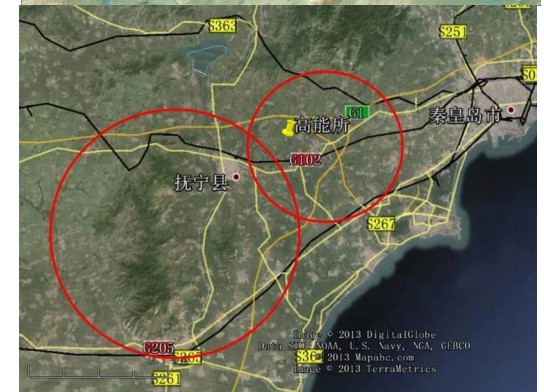 S363
S251
G1
秦皇岛市
高能所
G102
抚宁县
S267
Image © 2013 DigitalGlobe
Data SIO, NOAA, U.S. Navy, NGA, GEBCO
G205
S36
© 2013 Mapabc.com
S261
Image © 2013 TerraMetrics